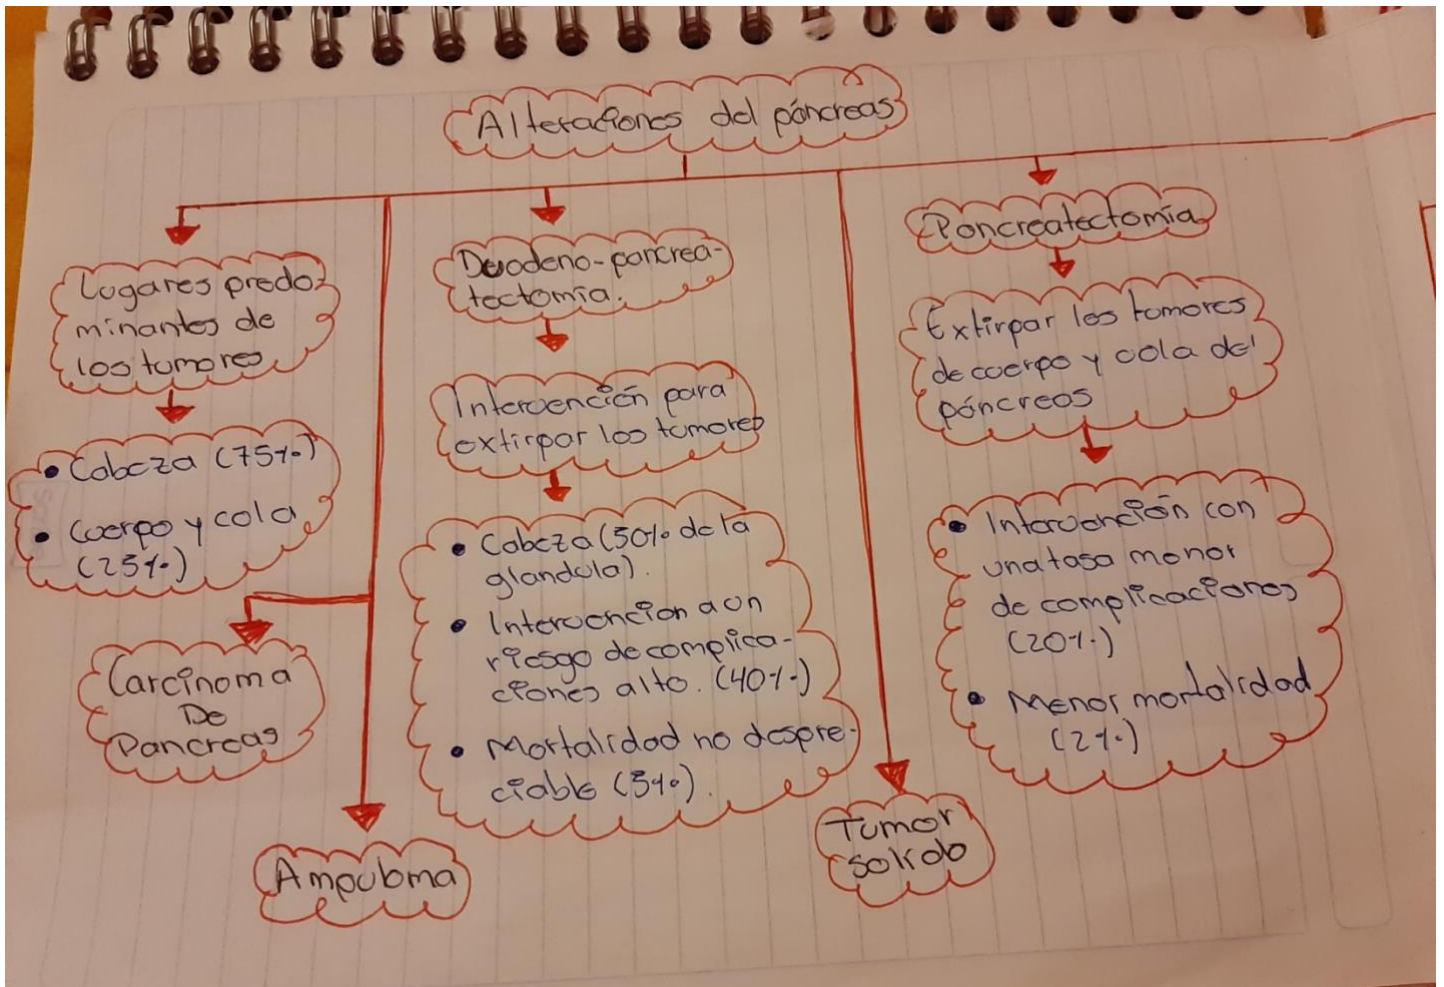 Alteraciones del páncreas
Lugares predo-
minantes de
los tumores
• Cabeza (75%)
• Cuerpo y cola
(25%)
Carcinoma
De
Pancreas
Ampuloma
Duodeno-pancrea-
tectomía.
Intervención para
extirpar los tumores
• Cabeza (50% de la
glandula).
• Intervencion a un
riesgo de complica-
ciones alto. (40%)
• Mortalidad no despre-
ciable (5%).
Tumor
solido
Pancreatectomía
Extirpar los tumores
de cuerpo y cola del
páncreas
• Intervención con
una tasa menor
de complicaciones
(20%)
• Menor mortalidad
(2%)